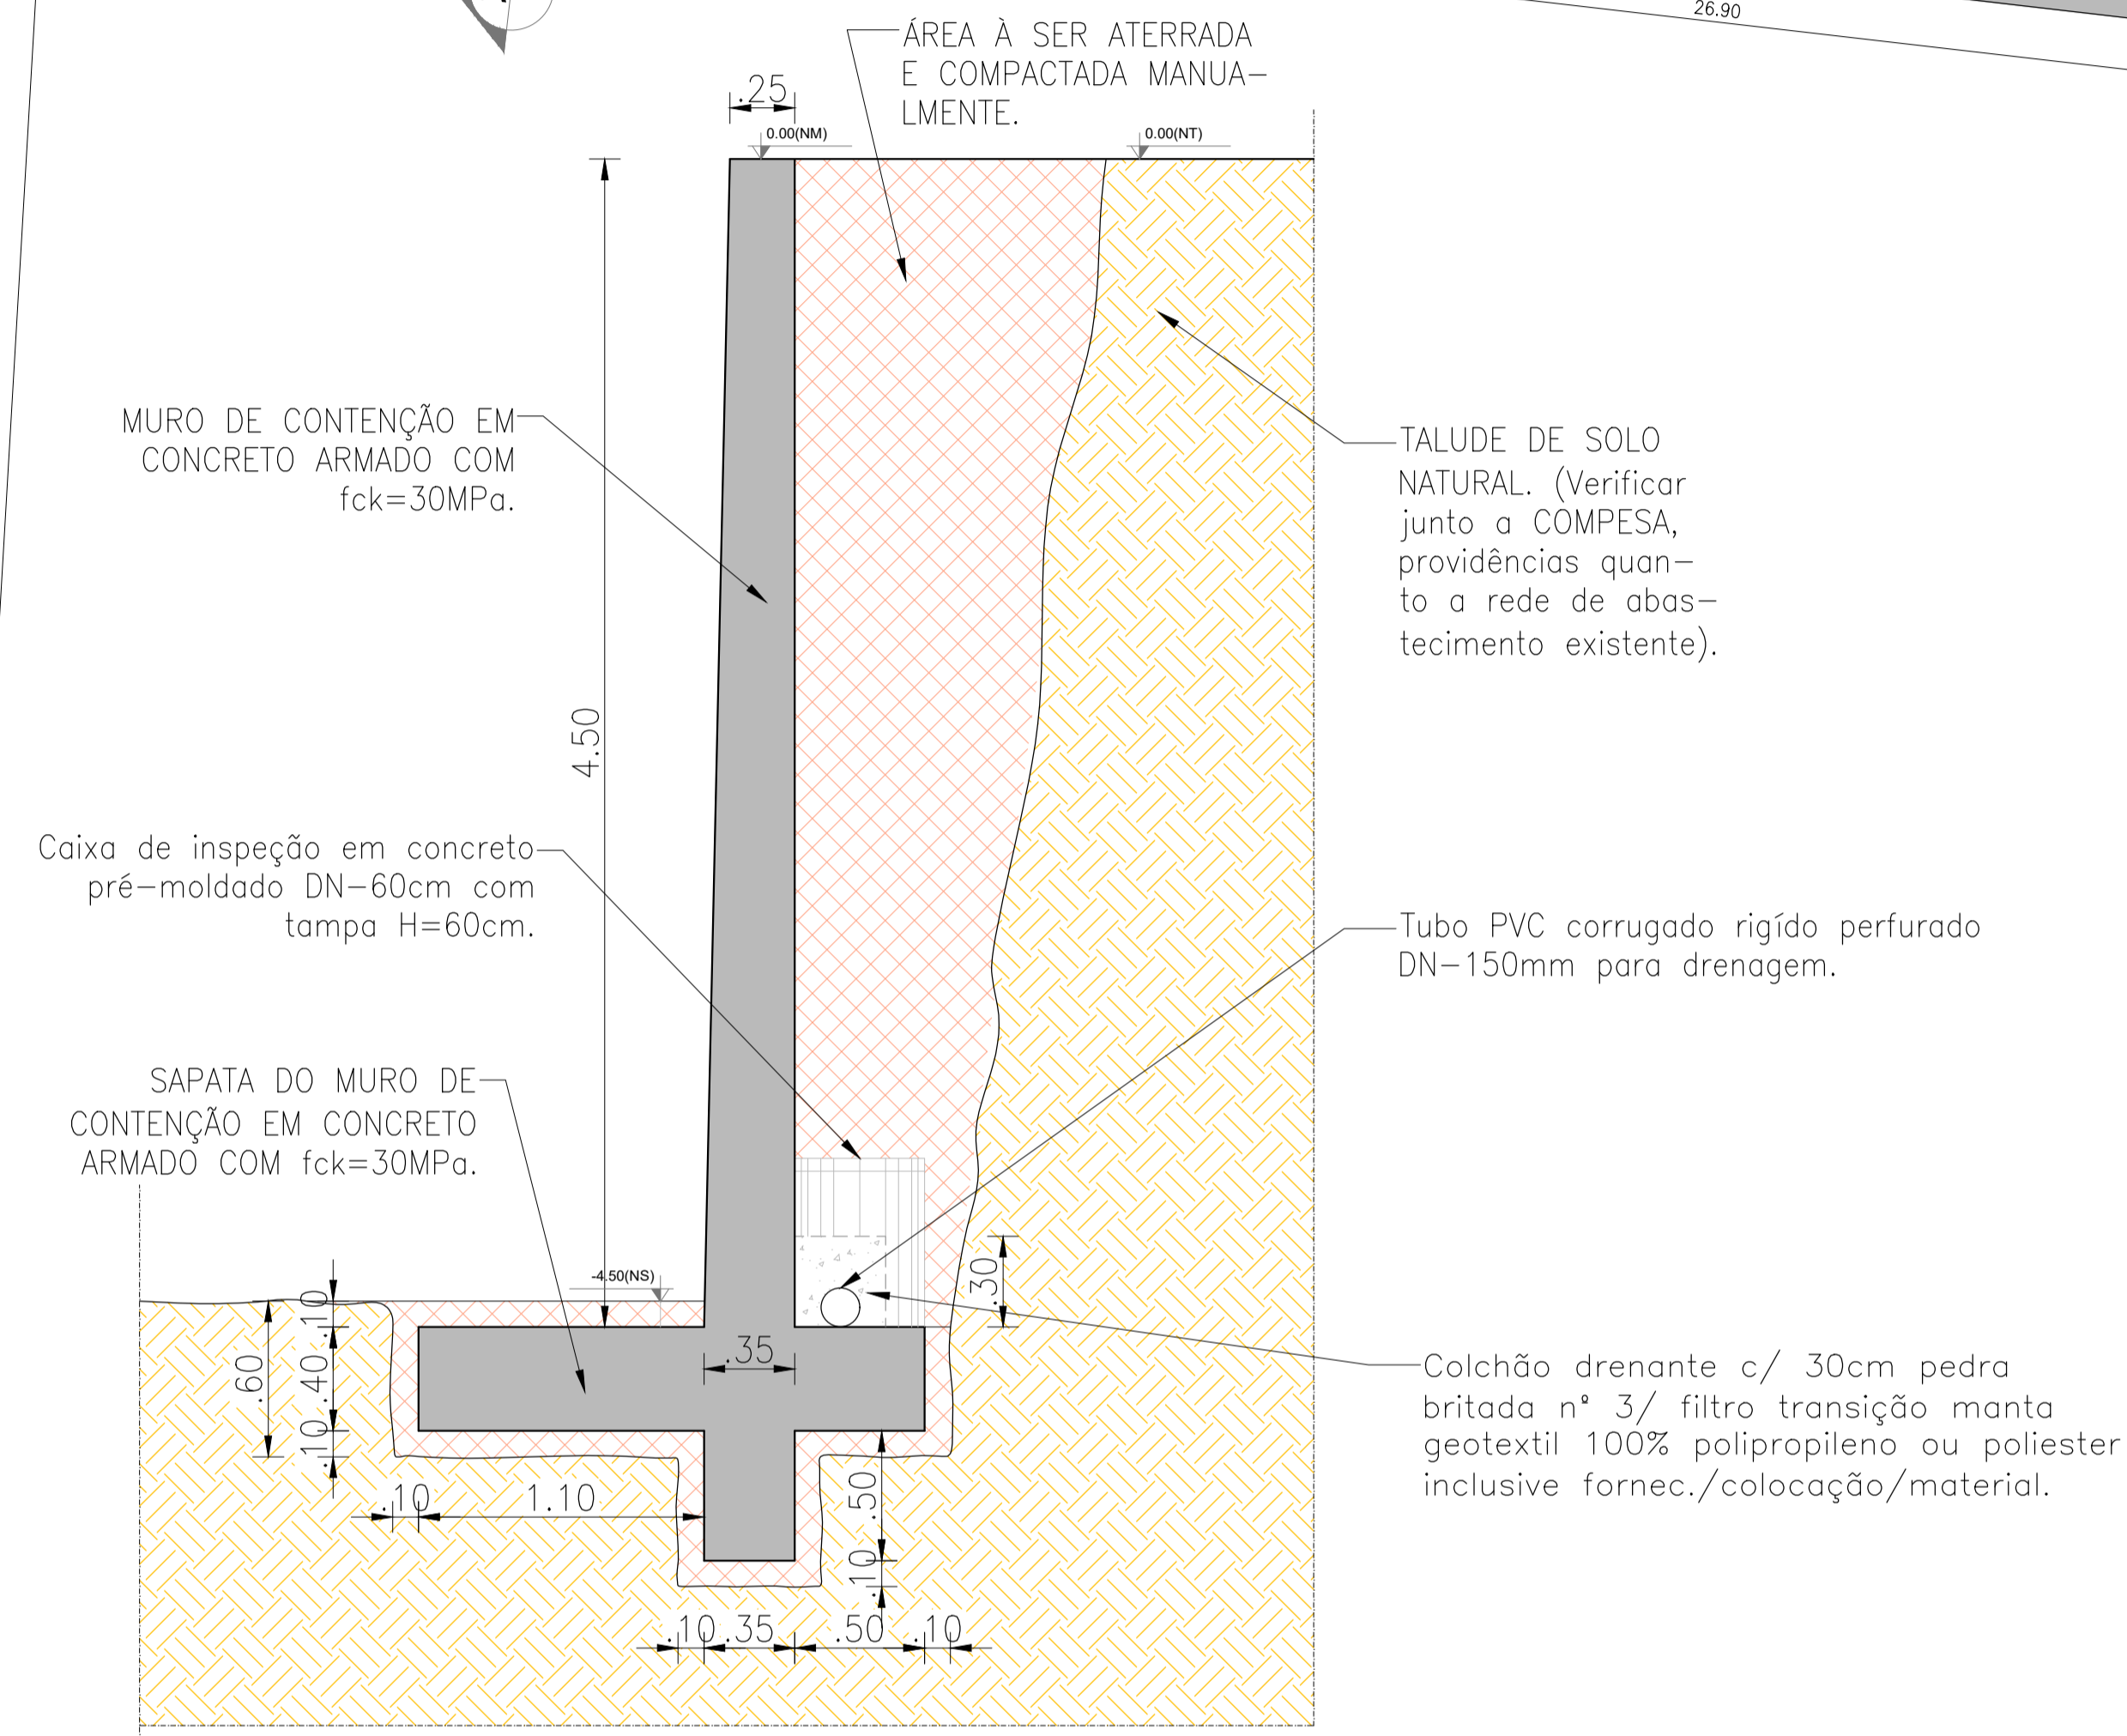 26.90
ÁREA À SER ATERRADA
E COMPACTADA MANUA-
LMENTE.
.25
0.00(NM)
0.00(NT)
MURO DE CONTENÇÃO EM
CONCRETO ARMADO COM
fck=30MPa.
TALUDE DE SOLO
NATURAL. (Verificar
junto a COMPESA,
providências quan-
to a rede de abas-
tecimento existente).
4.50
Caixa de inspeção em concreto
pré-moldado DN-60cm com
tampa H=60cm.
Tubo PVC corrugado rigído perfurado
DN-150mm para drenagem.
SAPATA DO MURO DE
CONTENÇÃO EM CONCRETO
ARMADO COM fck=30MPa.
-4.50(NS)
.30
.10
.60
.40
.10
.35
Colchão drenante c/ 30cm pedra
britada nº 3/ filtro transição manta
geotextil 100% polipropileno ou poliester
inclusive fornec./colocação/material.
.10
1.10
.50
.10
.10
.35
.50
.10